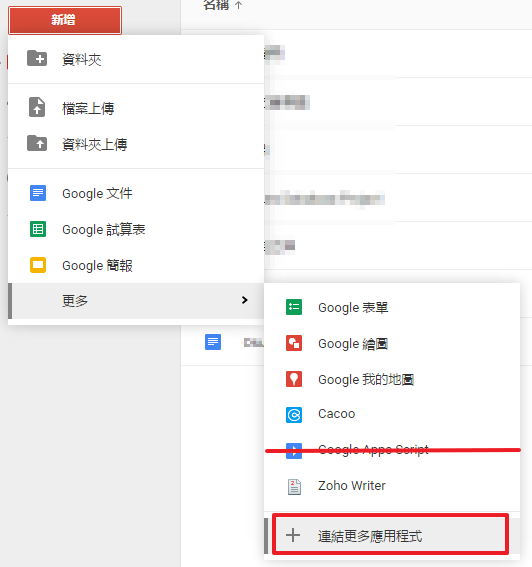 新增
名稱 ↑
資料夾
檔案上傳
資料夾上傳
Google 文件
Google 試算表
Google 簡報
更多
Google 表單
Google 繪圖
Google 我的地圖
Cacoo
Google Apps Script
Zoho Writer
連結更多應用程式